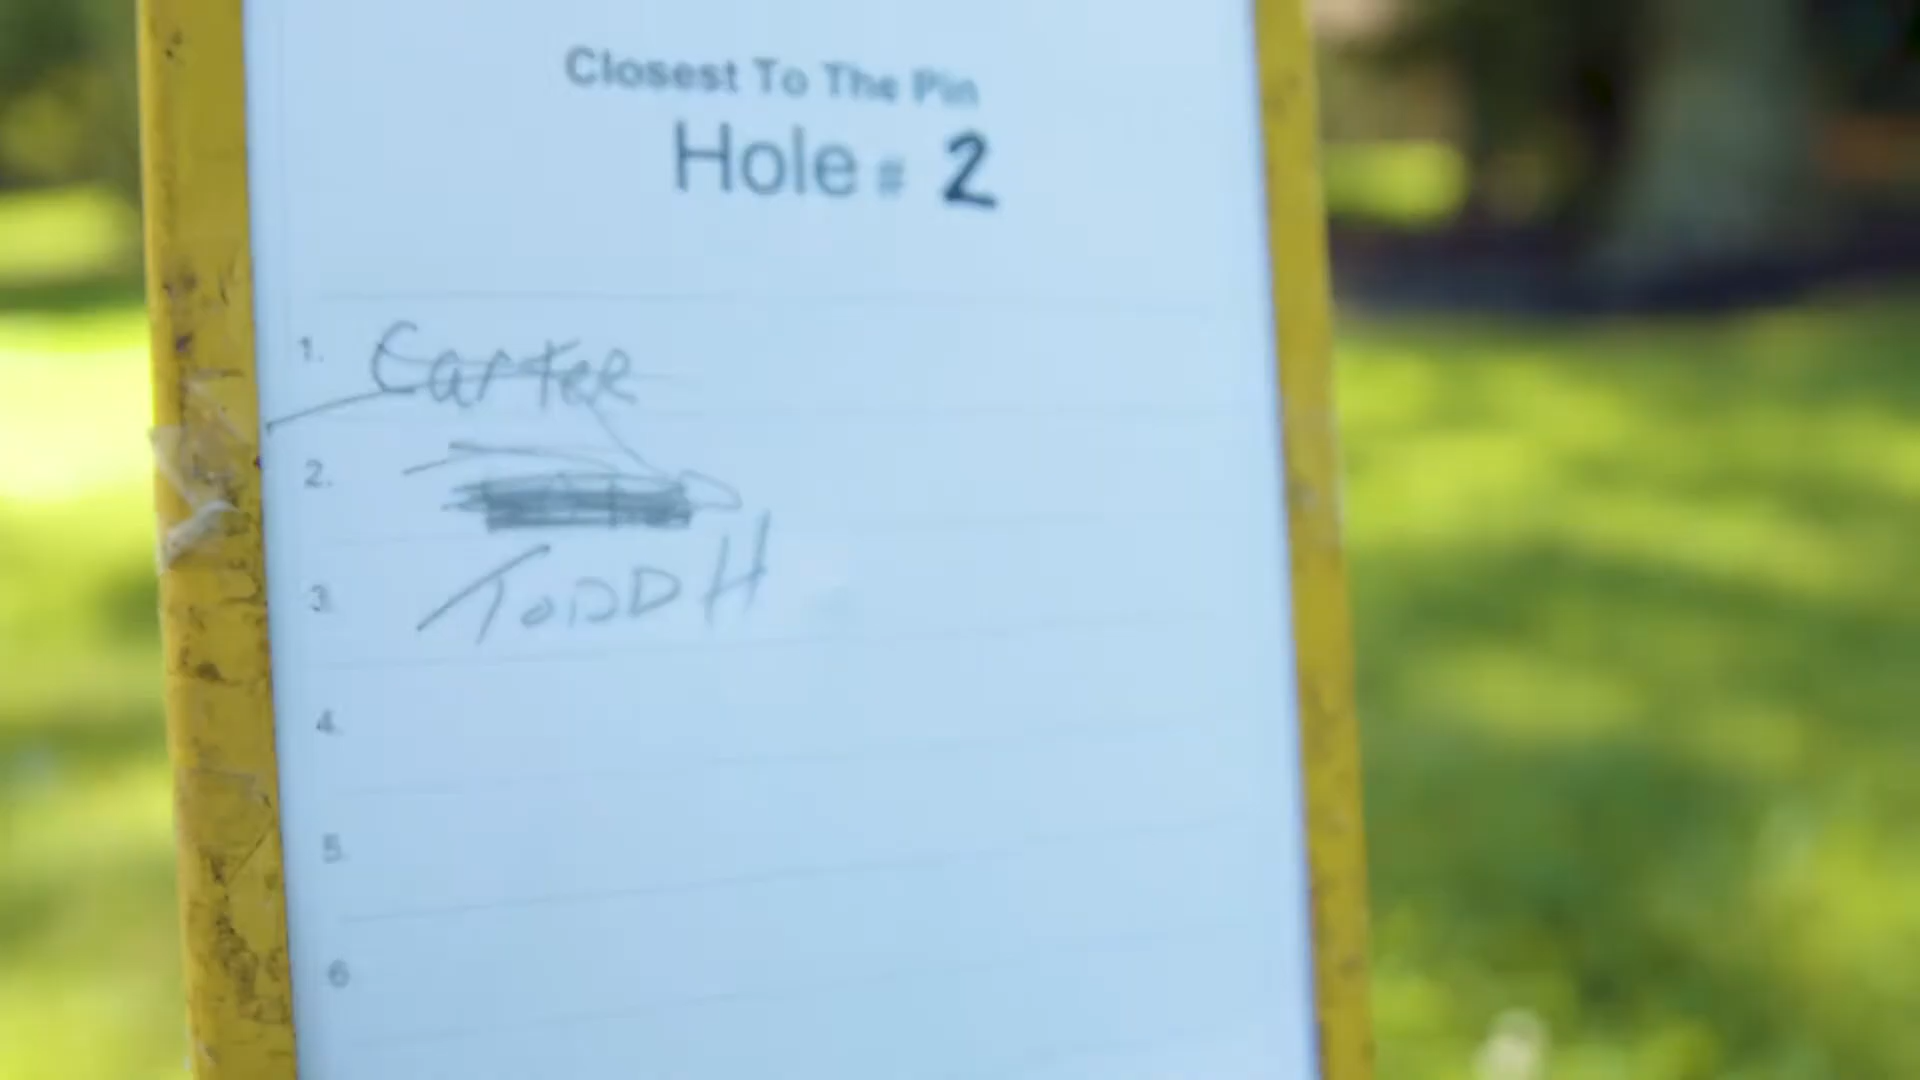 Closest To The Pin
Hole # 2
1. Carter
2.
3. TODD H
4.
5.
6